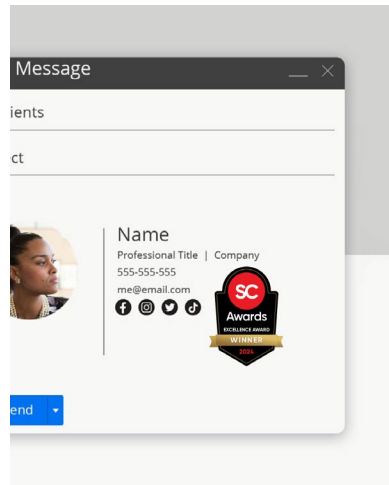 Message
ients
ct
Name
Professional Title | Company
555-555-555
me@email.com
SC
Awards
EXCELLENCE AWARD
WINNER
2024
end